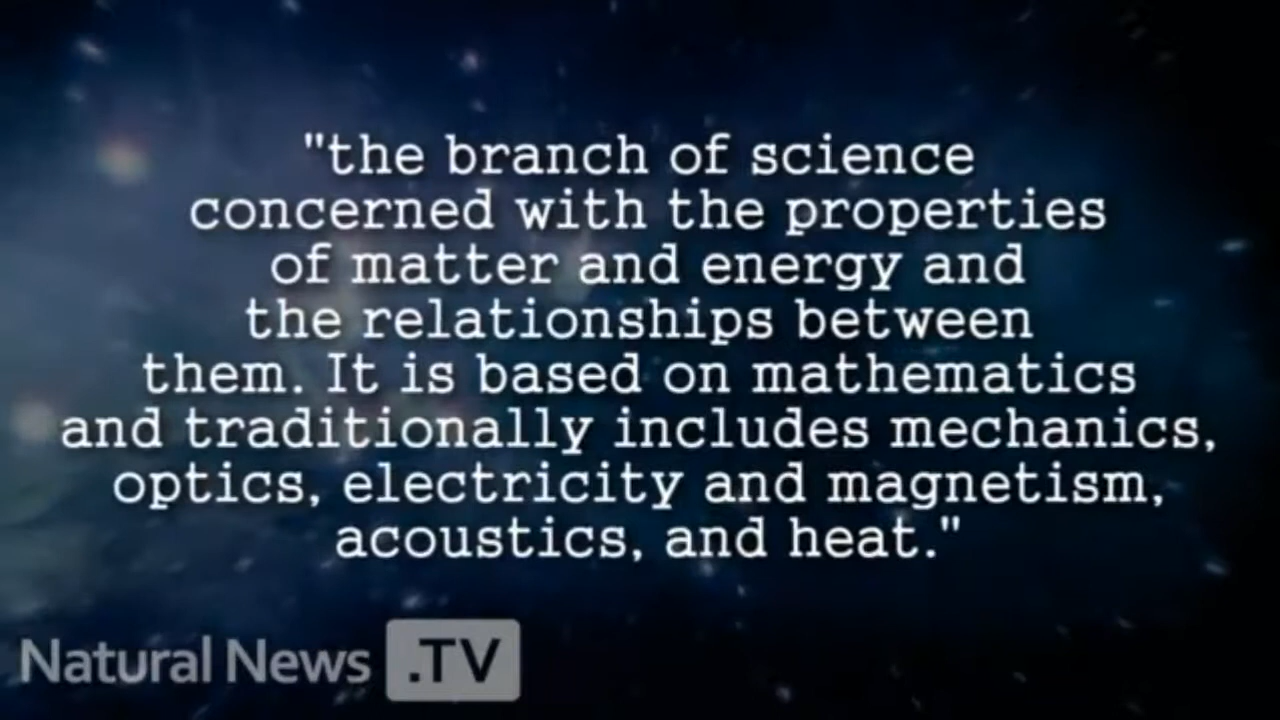 "the branch of science
concerned with the properties
of matter and energy and
the relationships between
them. It is based on mathematics
and traditionally includes mechanics,
optics, electricity and magnetism,
acoustics, and heat."
Natural News .TV